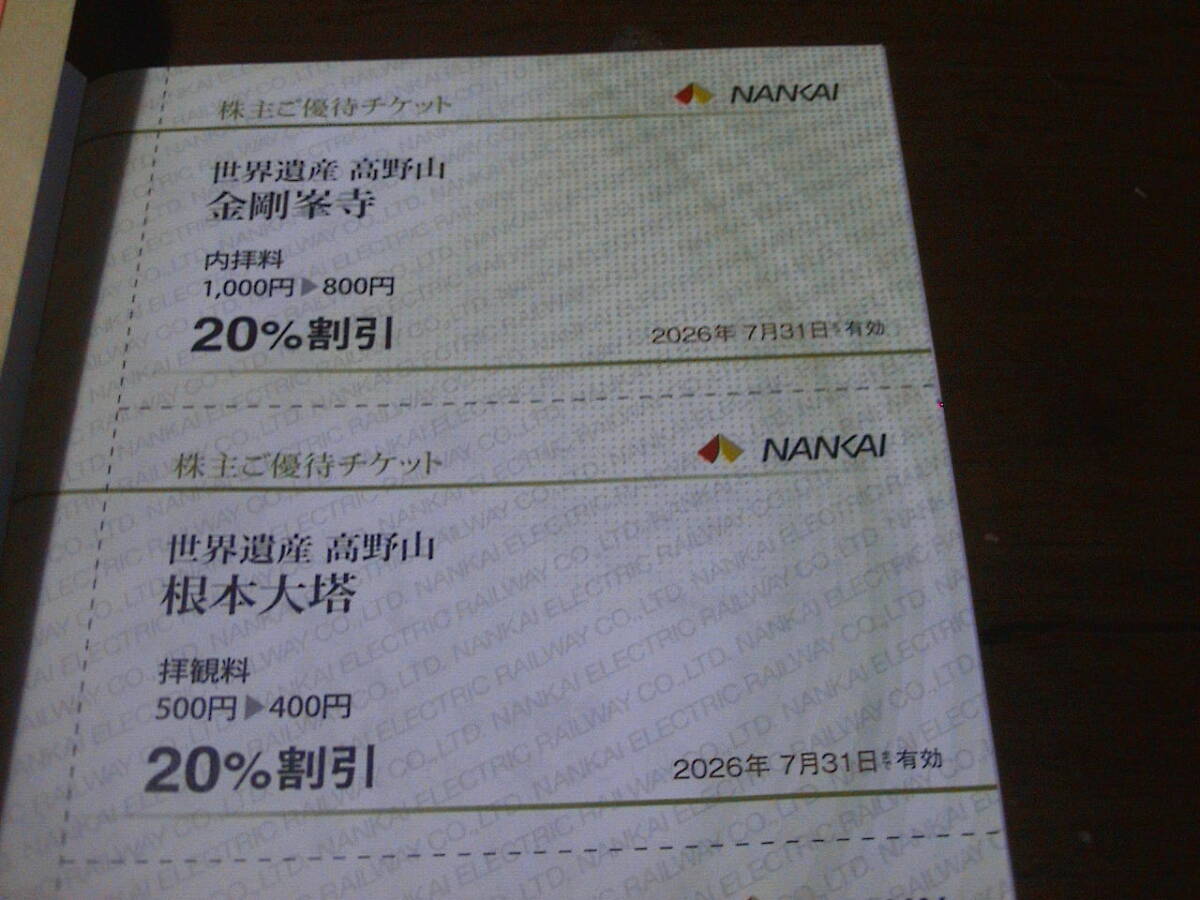 株主ご優待チケット
NANKAI
世界遺産 高野山
金剛峯寺
内拝料
1,000円▶800円
20%割引
2026年 7月31日まで有効
株主ご優待チケット
NANKAI
世界遺産 高野山
根本大塔
拝観料
500円▶400円
20%割引
2026年 7月31日まで有効
NANKAI ELECTRIC RAILWAY CO.,LTD.